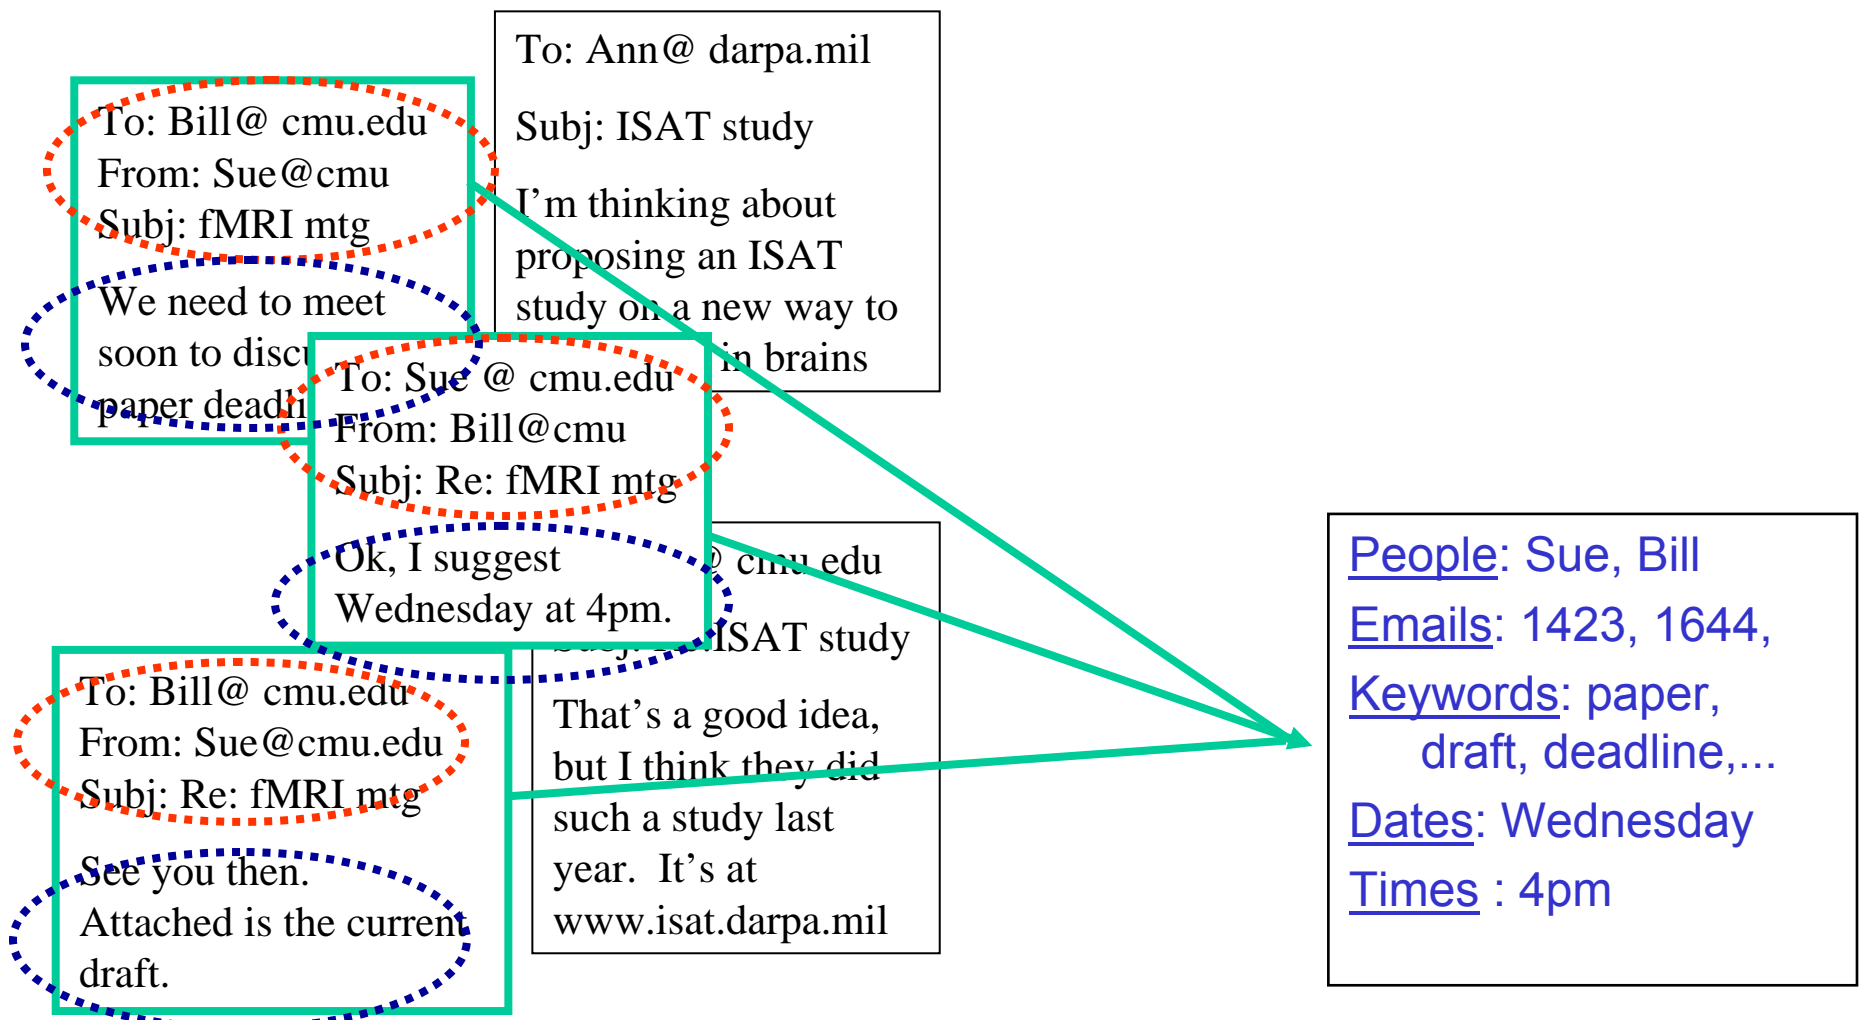 To: Ann@ darpa.mil
Subj: ISAT study
I’m thinking about
proposing an ISAT
study on a new way to
in brains
To: Bill@ cmu.edu
From: Sue@cmu
Subj: fMRI mtg
We need to meet
soon to discu
paper deadli
To: Sue @ cmu.edu
From: Bill@cmu
Subj: Re: fMRI mtg
Ok, I suggest
Wednesday at 4pm.
@ cmu.edu
Subj: Re:ISAT study
That’s a good idea,
but I think they did
such a study last
year. It’s at
www.isat.darpa.mil
To: Bill@ cmu.edu
From: Sue@cmu.edu
Subj: Re: fMRI mtg
See you then.
Attached is the current
draft.
People: Sue, Bill
Emails: 1423, 1644,
Keywords: paper,
draft, deadline,...
Dates: Wednesday
Times : 4pm